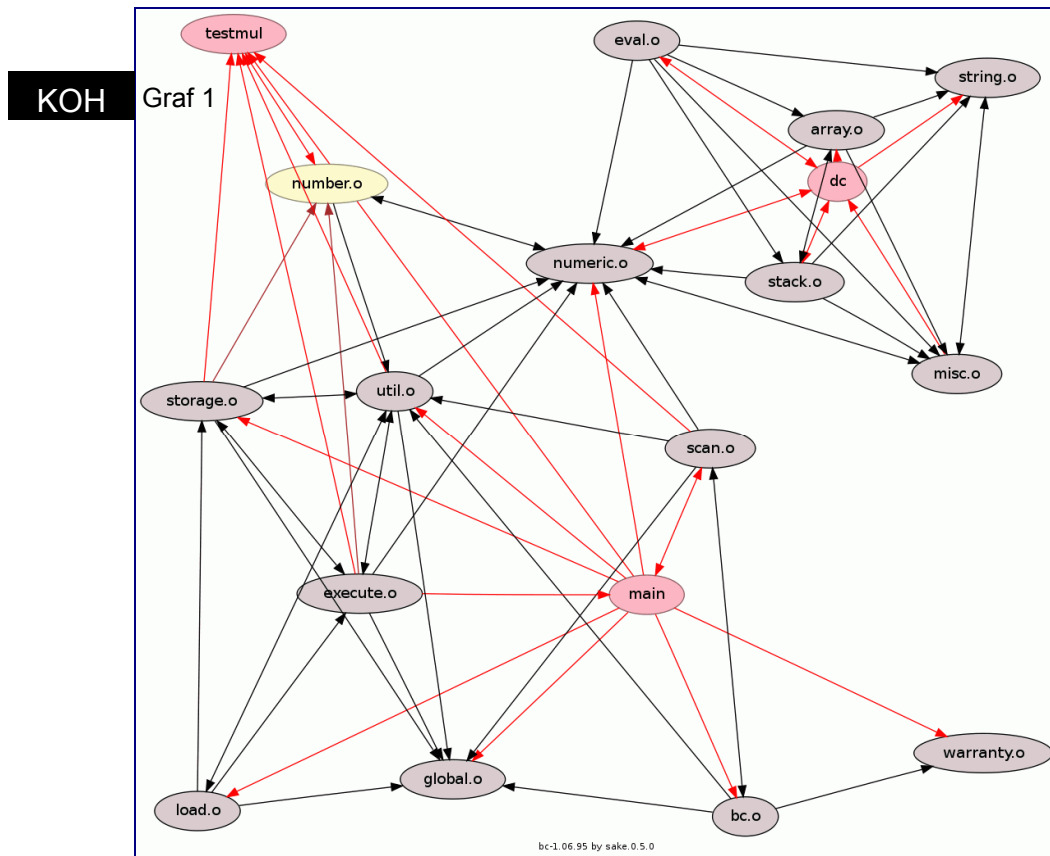 testmul
eval.o
string.o
KOH
Graf 1
array.o
number.o
dc
numeric.o
stack.o
misc.o
storage.o
util.o
scan.o
execute.o
main
warranty.o
global.o
load.o
bc.o
bc-1.06.95 by sake.0.5.0